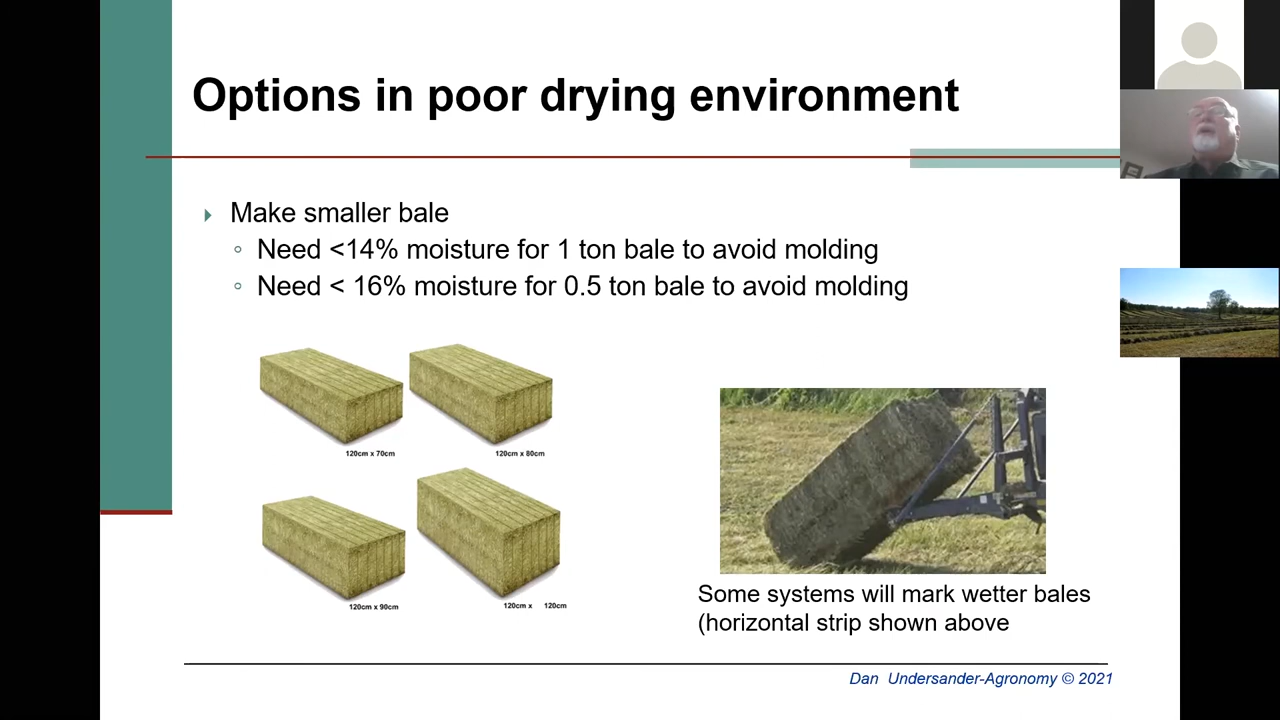 Options in poor drying environment
Make smaller bale
Need <14% moisture for 1 ton bale to avoid molding
Need < 16% moisture for 0.5 ton bale to avoid molding
120cm x 70cm
120cm x 80cm
120cm x 90cm
120cm x 120cm
Some systems will mark wetter bales
(horizontal strip shown above
Dan Undersander-Agronomy © 2021